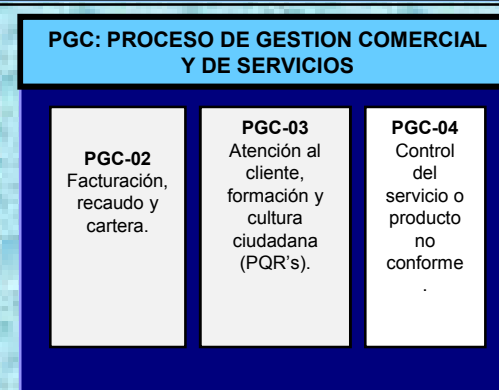 PGC: PROCESO DE GESTION COMERCIAL
Y DE SERVICIOS
PGC-02
Facturación,
recaudo y
cartera.
PGC-03
Atención al
cliente,
formación y
cultura
ciudadana
(PQR's).
PGC-04
Control
del
servicio o
producto
no
conforme
.